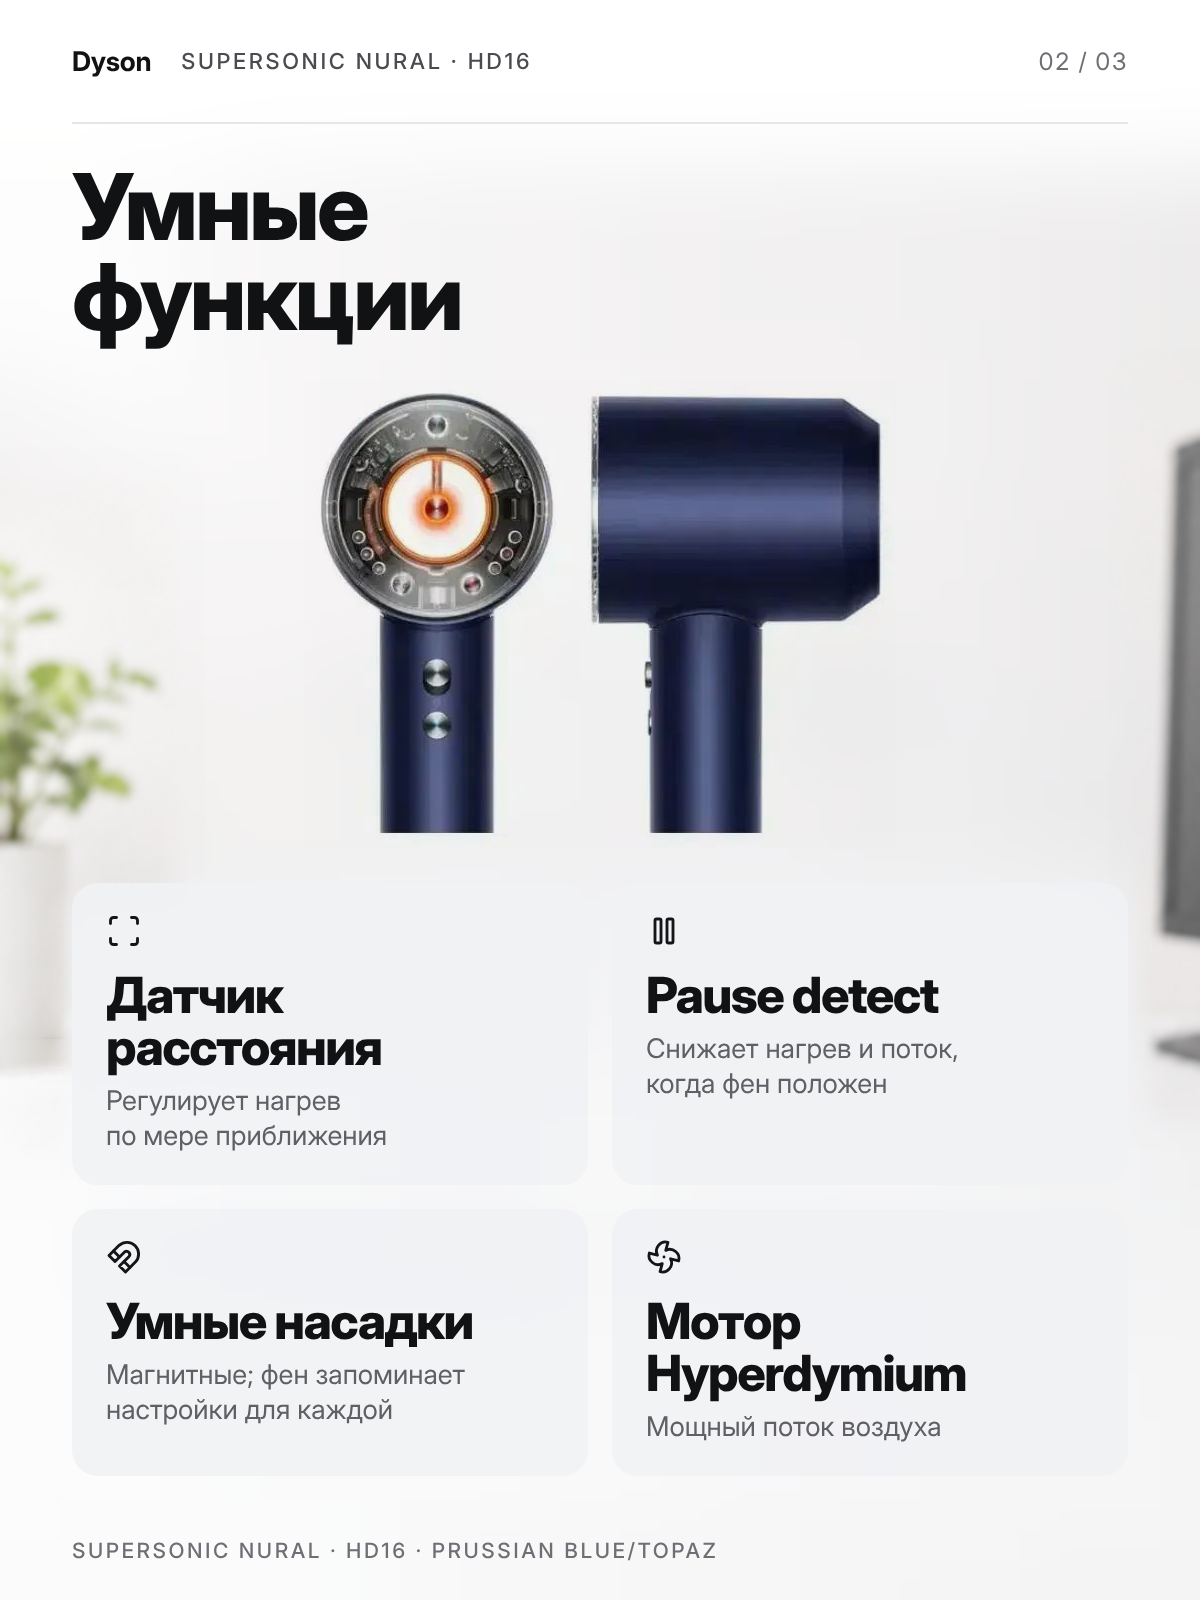 Dyson SUPERSONIC NURAL · HD16 02 / 03
Умные
функции
Датчик
расстояния
Регулирует нагрев
по мере приближения
Pause detect
Снижает нагрев и поток,
когда фен положен
Умные насадки
Магнитные; фен запоминает
настройки для каждой
Мотор
Hyperdymium
Мощный поток воздуха
SUPERSONIC NURAL · HD16 · PRUSSIAN BLUE/TOPAZ